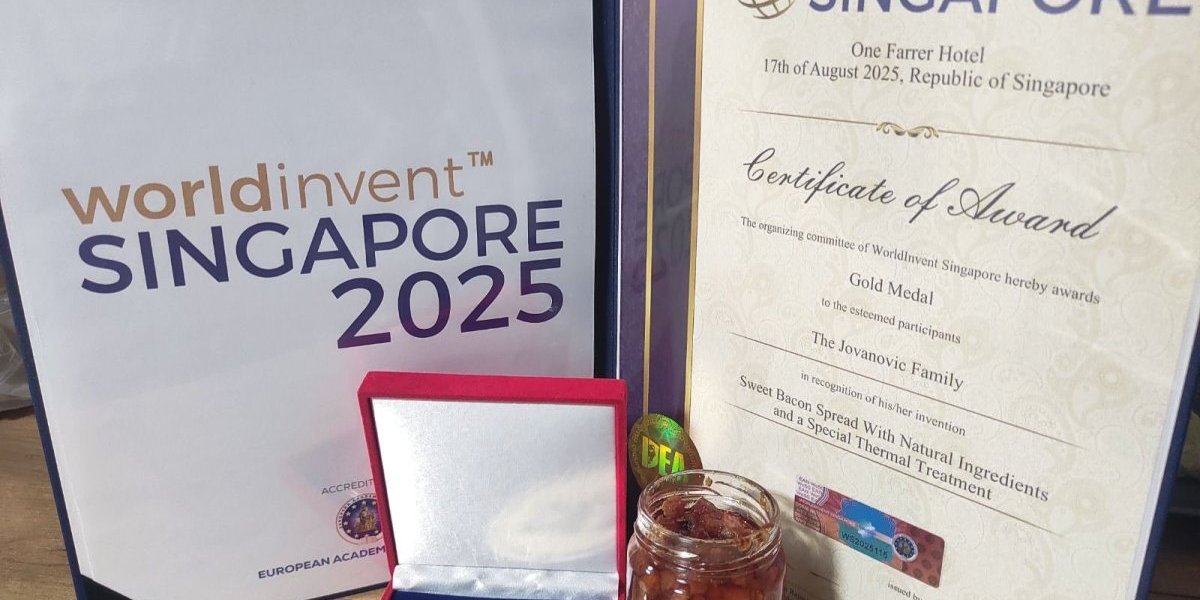 worldinvent™
SINGAPORE
2025
ACCREDIT
EUROPEAN ACADEM
SINGAPORE
One Farrer Hotel
17th of August 2025, Republic of Singapore
Certificate of Award
The organizing committee of WorldInvent Singapore hereby awards
Gold Medal
to the esteemed participants
The Jovanovic Family
in recognition of his/her invention
Sweet Bacon Spread With Natural Ingredients
and a Special Thermal Treatment
WS2025115
issued by